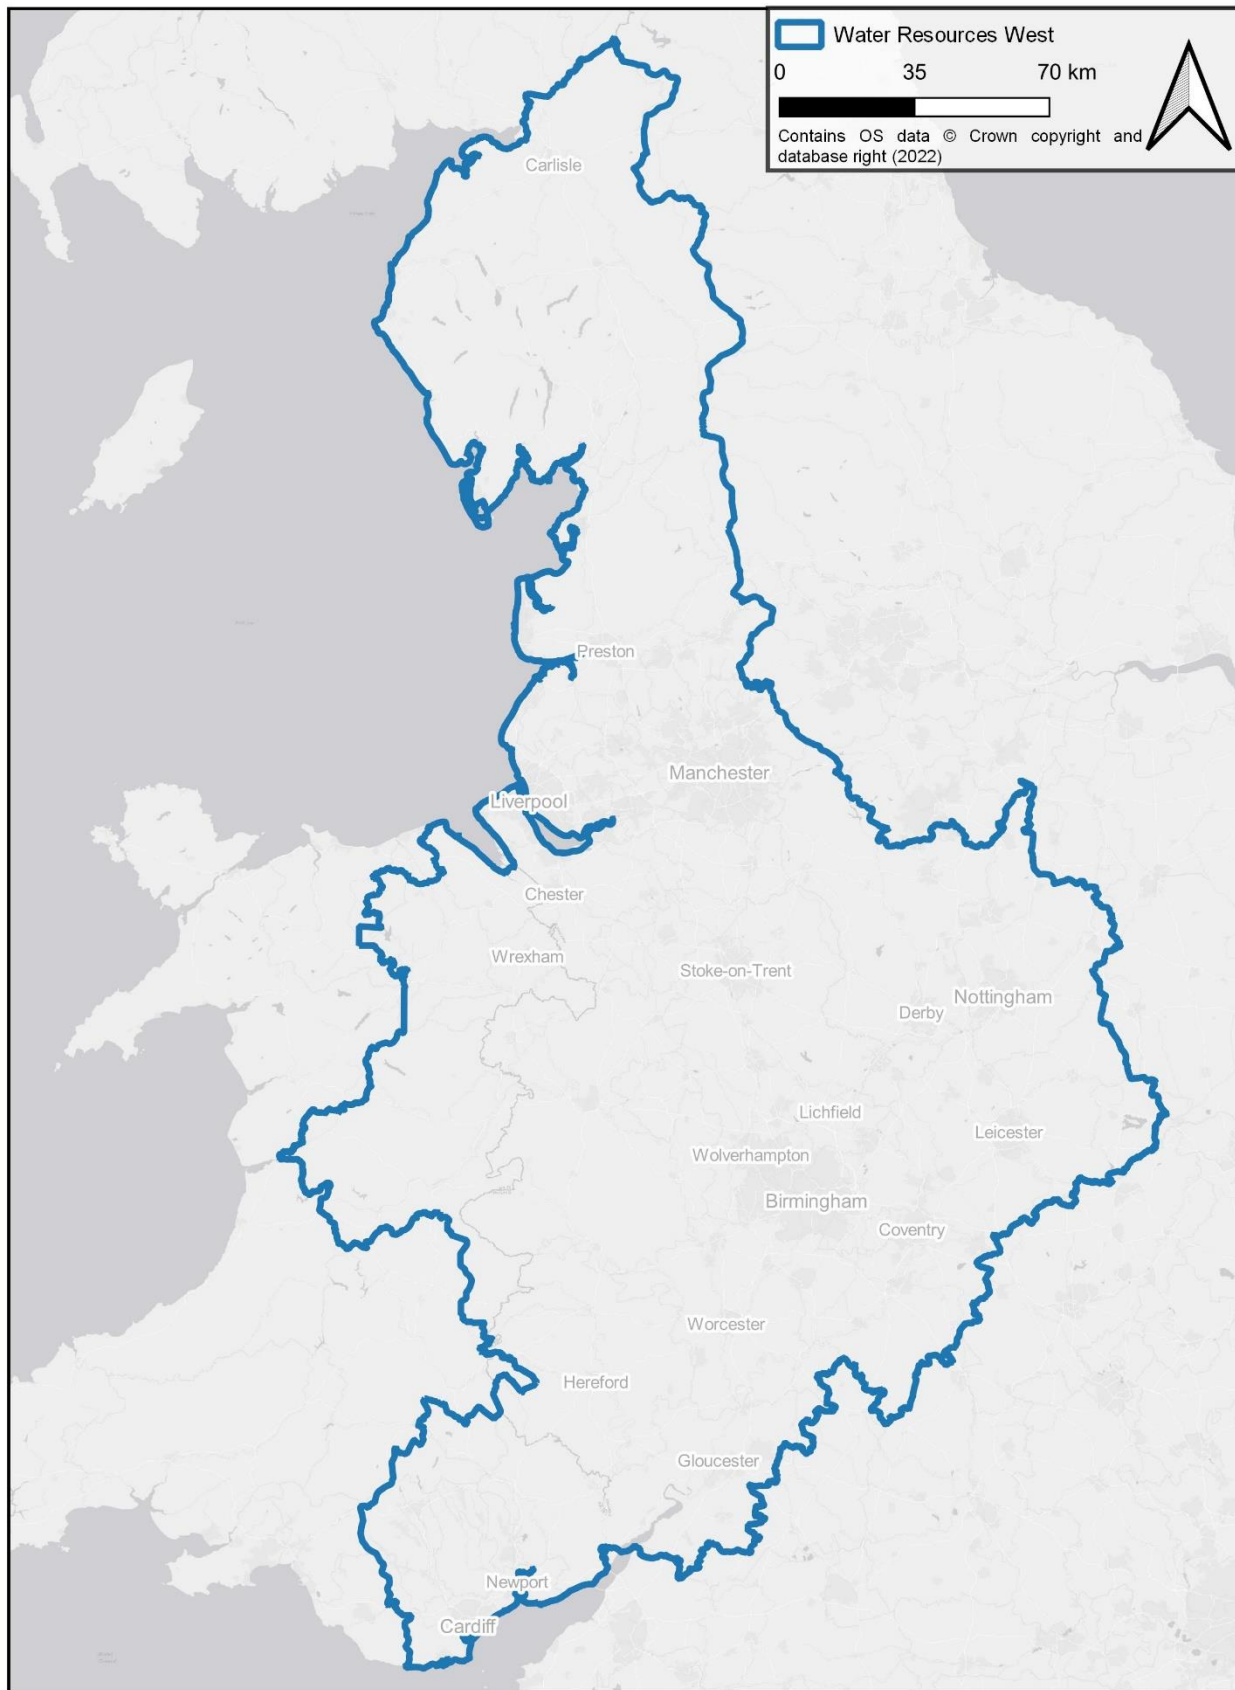 Water Resources West
0 35 70 km
Contains OS data © Crown copyright and
database right (2022)
Carlisle
Preston
Manchester
Liverpool
Chester
Wrexham
Stoke-on-Trent
Nottingham
Derby
Lichfield
Leicester
Wolverhampton
Birmingham
Coventry
Worcester
Hereford
Gloucester
Newport
Cardiff